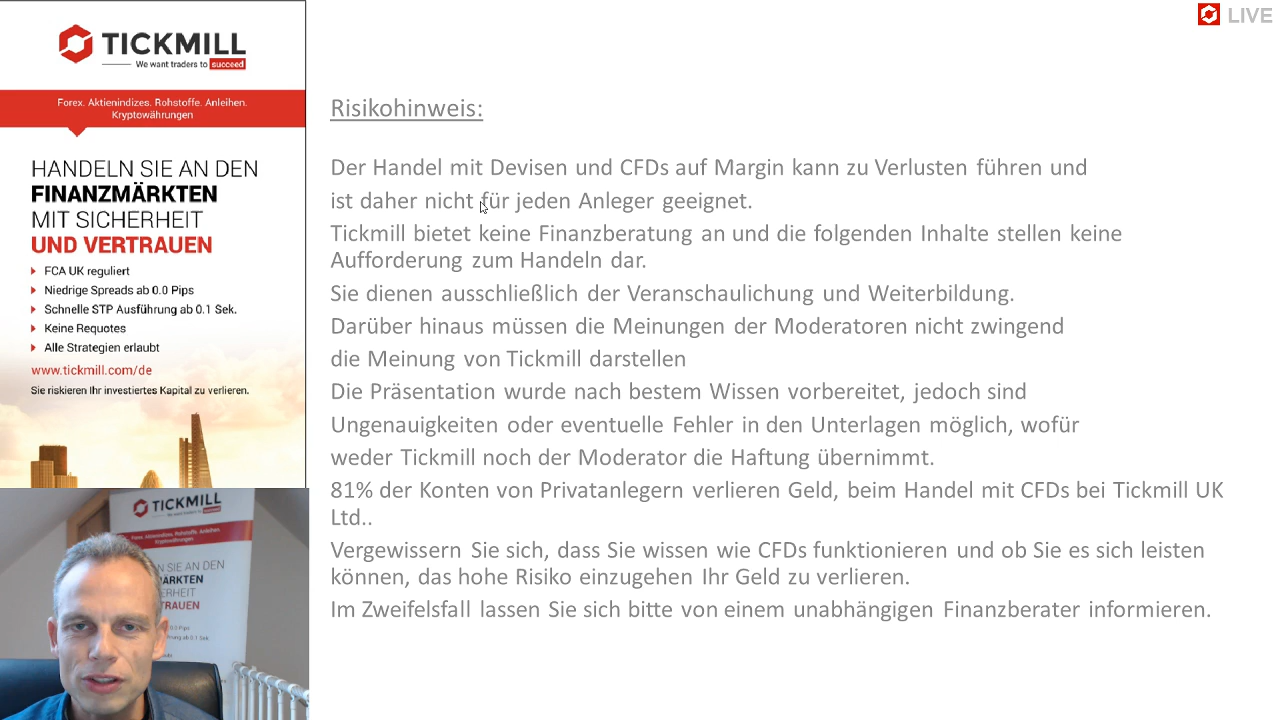 TICKMILL
We want traders to succeed
Forex. Aktienindizes. Rohstoffe. Anleihen.
Kryptowährungen
HANDELN SIE AN DEN
FINANZMÄRKTEN
MIT SICHERHEIT
UND VERTRAUEN
FCA UK reguliert
Niedrige Spreads ab 0.0 Pips
Schnelle STP Ausführung ab 0.1 Sek.
Keine Requotes
Alle Strategien erlaubt
www.tickmill.com/de
Sie riskieren Ihr investiertes Kapital zu verlieren.
LIVE
Risikohinweis:
Der Handel mit Devisen und CFDs auf Margin kann zu Verlusten führen und
ist daher nicht für jeden Anleger geeignet.
Tickmill bietet keine Finanzberatung an und die folgenden Inhalte stellen keine
Aufforderung zum Handeln dar.
Sie dienen ausschließlich der Veranschaulichung und Weiterbildung.
Darüber hinaus müssen die Meinungen der Moderatoren nicht zwingend
die Meinung von Tickmill darstellen
Die Präsentation wurde nach bestem Wissen vorbereitet, jedoch sind
Ungenauigkeiten oder eventuelle Fehler in den Unterlagen möglich, wofür
weder Tickmill noch der Moderator die Haftung übernimmt.
81% der Konten von Privatanlegern verlieren Geld, beim Handel mit CFDs bei Tickmill UK
Ltd..
Vergewissern Sie sich, dass Sie wissen wie CFDs funktionieren und ob Sie es sich leisten
können, das hohe Risiko einzugehen Ihr Geld zu verlieren.
Im Zweifelsfall lassen Sie sich bitte von einem unabhängigen Finanzberater informieren.
TICKMILL
EN SIE AN DEN
MÄRKTEN
ERHEIT
TRAUEN